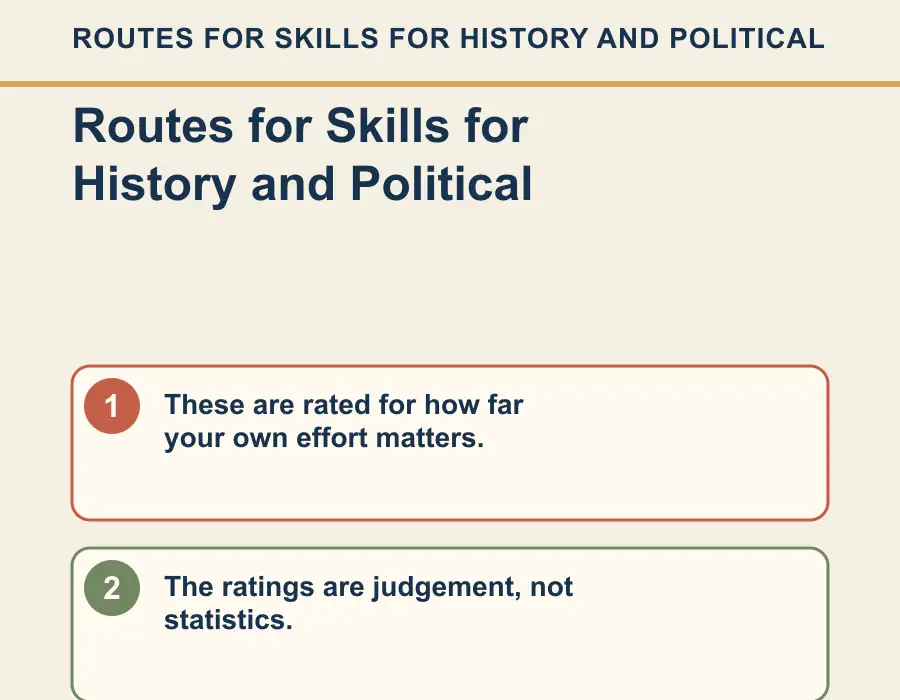 ROUTES FOR SKILLS FOR HISTORY AND POLITICAL
Routes for Skills for
History and Political
1
These are rated for how far
your own effort matters.
2
The ratings are judgement, not
statistics.